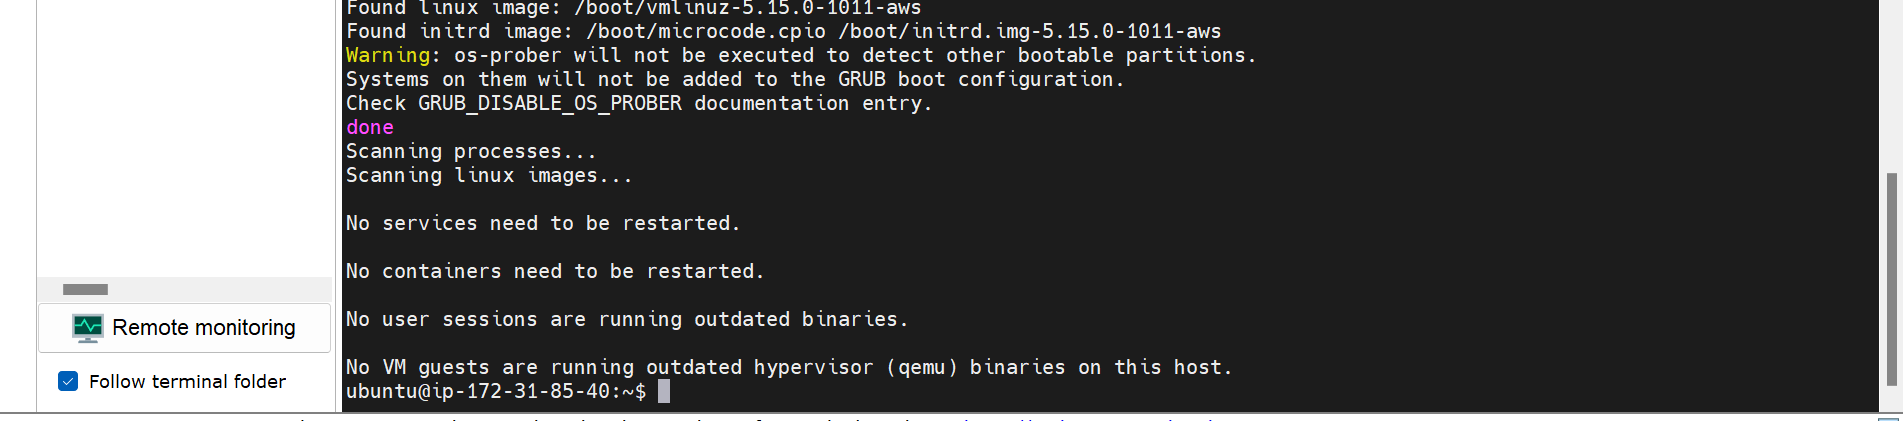 Found linux image: /boot/vmlinuz-5.15.0-1011-aws
Found initrd image: /boot/microcode.cpio /boot/initrd.img-5.15.0-1011-aws
Warning: os-prober will not be executed to detect other bootable partitions.
Systems on them will not be added to the GRUB boot configuration.
Check GRUB_DISABLE_OS_PROBER documentation entry.
done
Scanning processes...
Scanning linux images...
No services need to be restarted.
No containers need to be restarted.
No user sessions are running outdated binaries.
No VM guests are running outdated hypervisor (qemu) binaries on this host.
ubuntu@ip-172-31-85-40:~$
Remote monitoring
Follow terminal folder